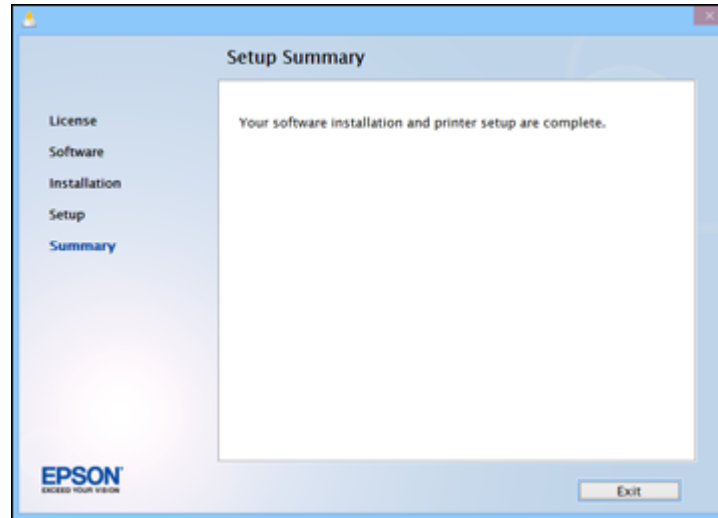 Setup Summary
License
Software
Installation
Setup
Summary
Your software installation and printer setup are complete.
EPSON
EXCEED YOUR VISION
Exit